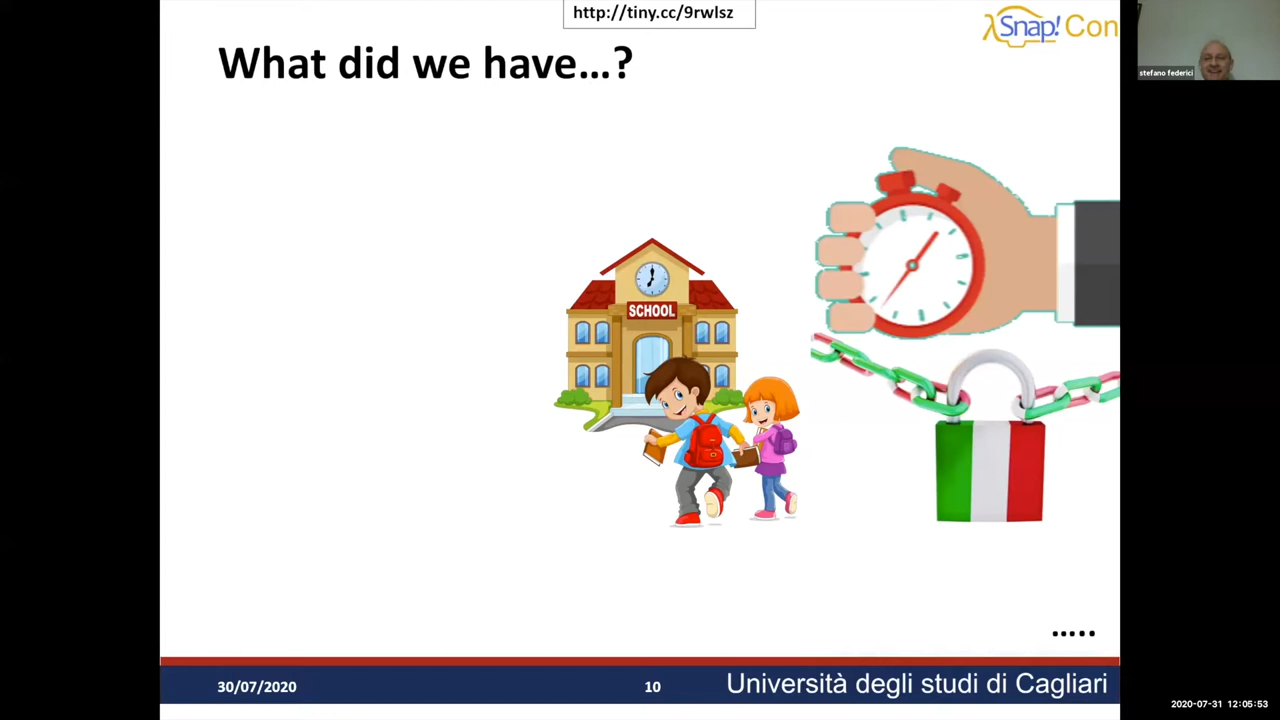 http://tiny.cc/9rwlsz
λSnap! Con
stefano federici
What did we have...?
SCHOOL
.....
30/07/2020
10
Università degli studi di Cagliari
2020-07-31 12:05:53